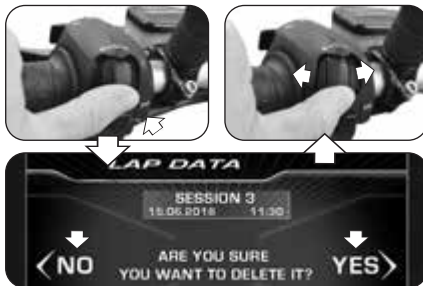 LAP DATA
SESSION 3
15.06.2018 11:30
NO
ARE YOU SURE
YOU WANT TO DELETE IT?
YES